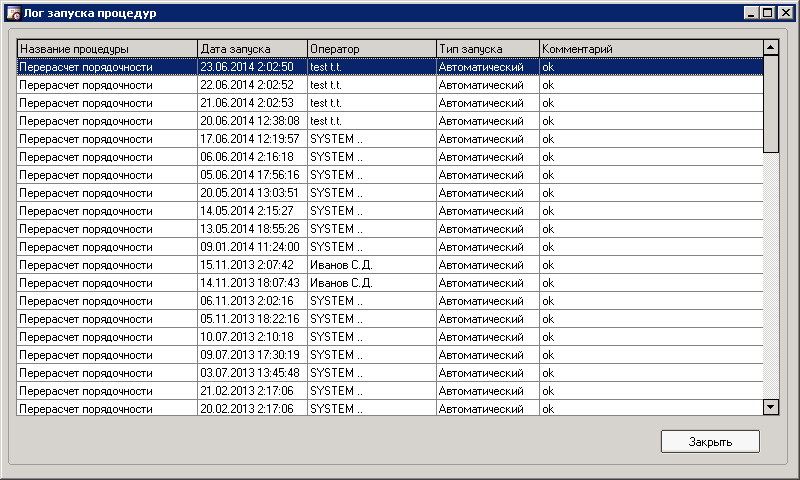 Лог запуска процедур
Название процедуры Дата запуска Оператор Тип запуска Комментарий
Перерасчет порядочности 23.06.2014 2:02:50 test t.t. Автоматический ok
Перерасчет порядочности 22.06.2014 2:02:52 test t.t. Автоматический ok
Перерасчет порядочности 21.06.2014 2:02:53 test t.t. Автоматический ok
Перерасчет порядочности 20.06.2014 12:38:08 test t.t. Автоматический ok
Перерасчет порядочности 17.06.2014 12:19:57 SYSTEM .. Автоматический ok
Перерасчет порядочности 06.06.2014 2:16:18 SYSTEM .. Автоматический ok
Перерасчет порядочности 05.06.2014 17:56:16 SYSTEM .. Автоматический ok
Перерасчет порядочности 20.05.2014 13:03:51 SYSTEM .. Автоматический ok
Перерасчет порядочности 14.05.2014 2:15:27 SYSTEM .. Автоматический ok
Перерасчет порядочности 13.05.2014 18:55:26 SYSTEM .. Автоматический ok
Перерасчет порядочности 09.01.2014 11:24:00 SYSTEM .. Автоматический ok
Перерасчет порядочности 15.11.2013 2:07:42 Иванов С.Д. Автоматический ok
Перерасчет порядочности 14.11.2013 18:07:43 Иванов С.Д. Автоматический ok
Перерасчет порядочности 06.11.2013 2:02:16 SYSTEM .. Автоматический ok
Перерасчет порядочности 05.11.2013 18:22:16 SYSTEM .. Автоматический ok
Перерасчет порядочности 10.07.2013 2:10:18 SYSTEM .. Автоматический ok
Перерасчет порядочности 09.07.2013 17:30:19 SYSTEM .. Автоматический ok
Перерасчет порядочности 03.07.2013 13:45:48 SYSTEM .. Автоматический ok
Перерасчет порядочности 21.02.2013 2:17:06 SYSTEM .. Автоматический ok
Перерасчет порядочности 20.02.2013 2:17:06 SYSTEM .. Автоматический ok
Закрыть